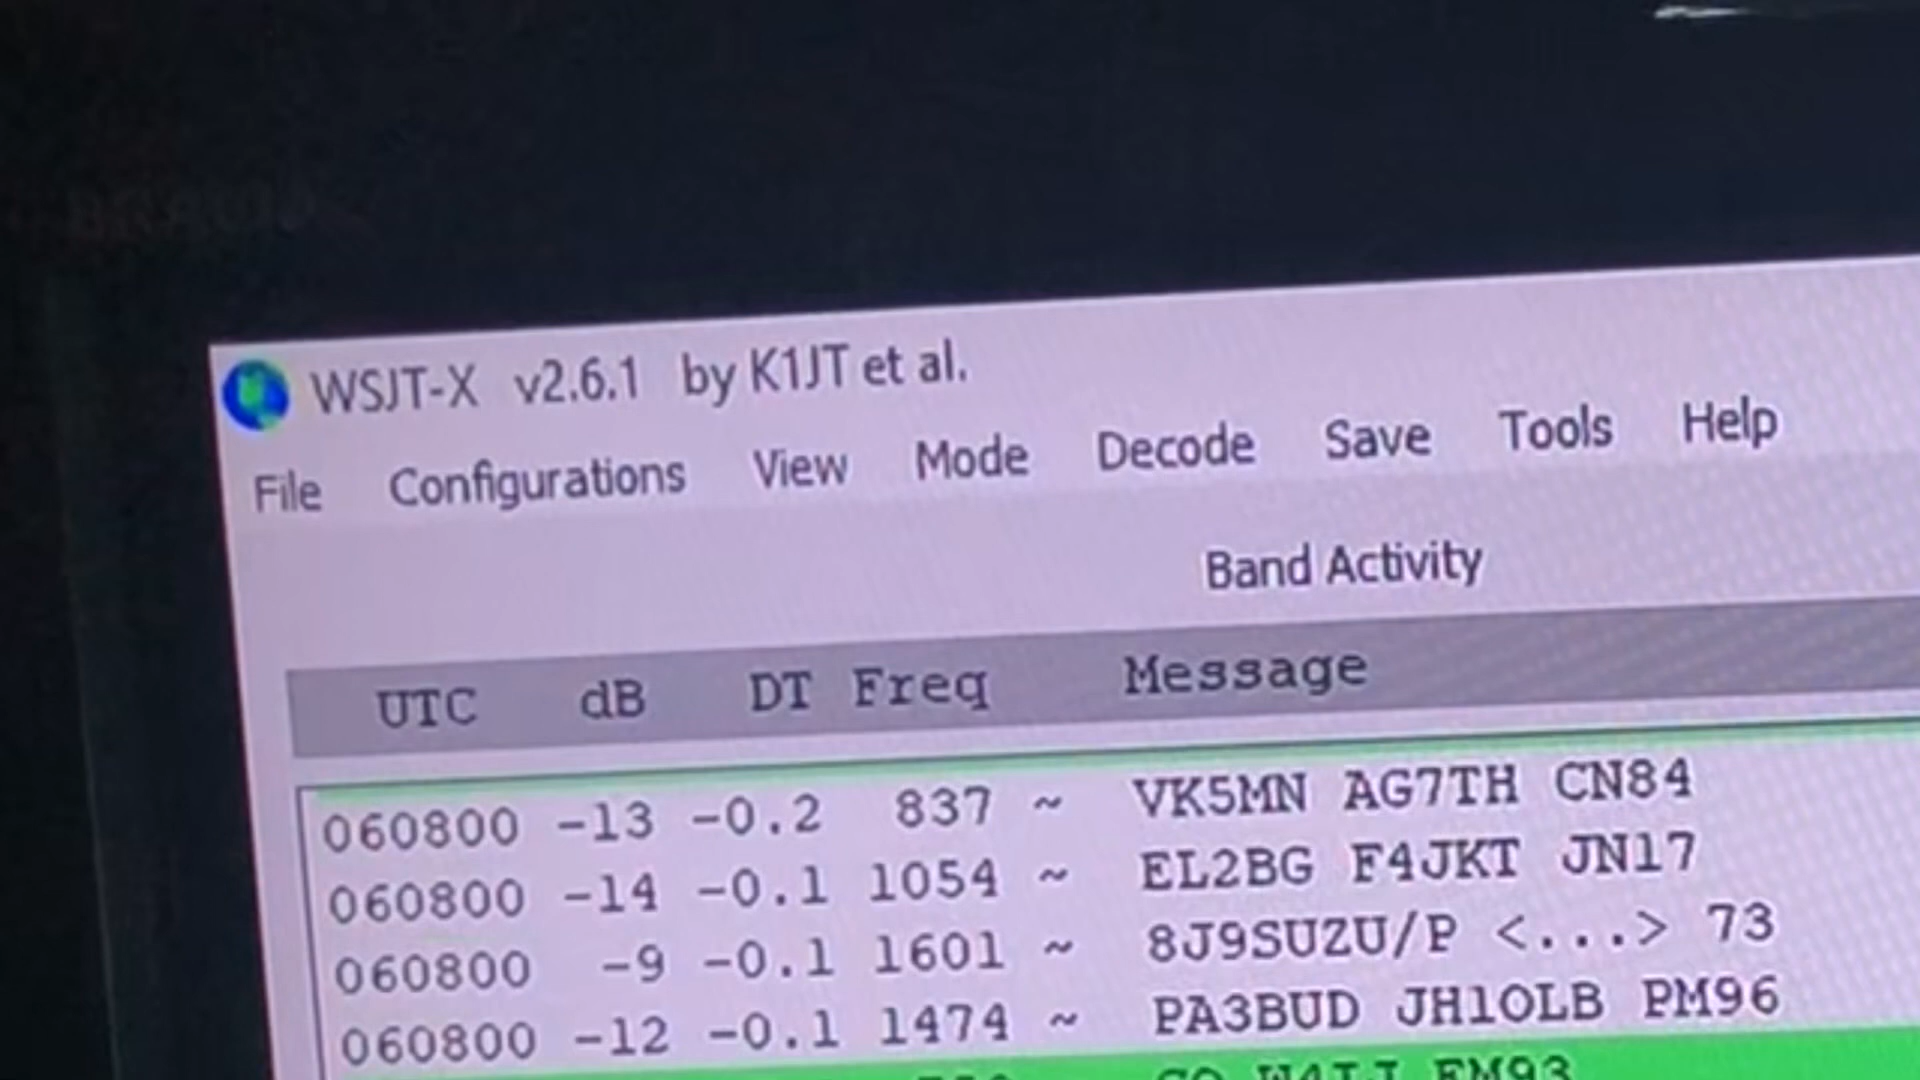 WSJT-X v2.6.1 by K1JT et al.
File Configurations View Mode Decode Save Tools Help
Band Activity
UTC dB DT Freq Message
060800 -13 -0.2 837 ~ VK5MN AG7TH CN84
060800 -14 -0.1 1054 ~ EL2BG F4JKT JN17
060800 -9 -0.1 1601 ~ 8J9SUZU/P <...> 73
060800 -12 -0.1 1474 ~ PA3BUD JH1OLB PM96
CQ